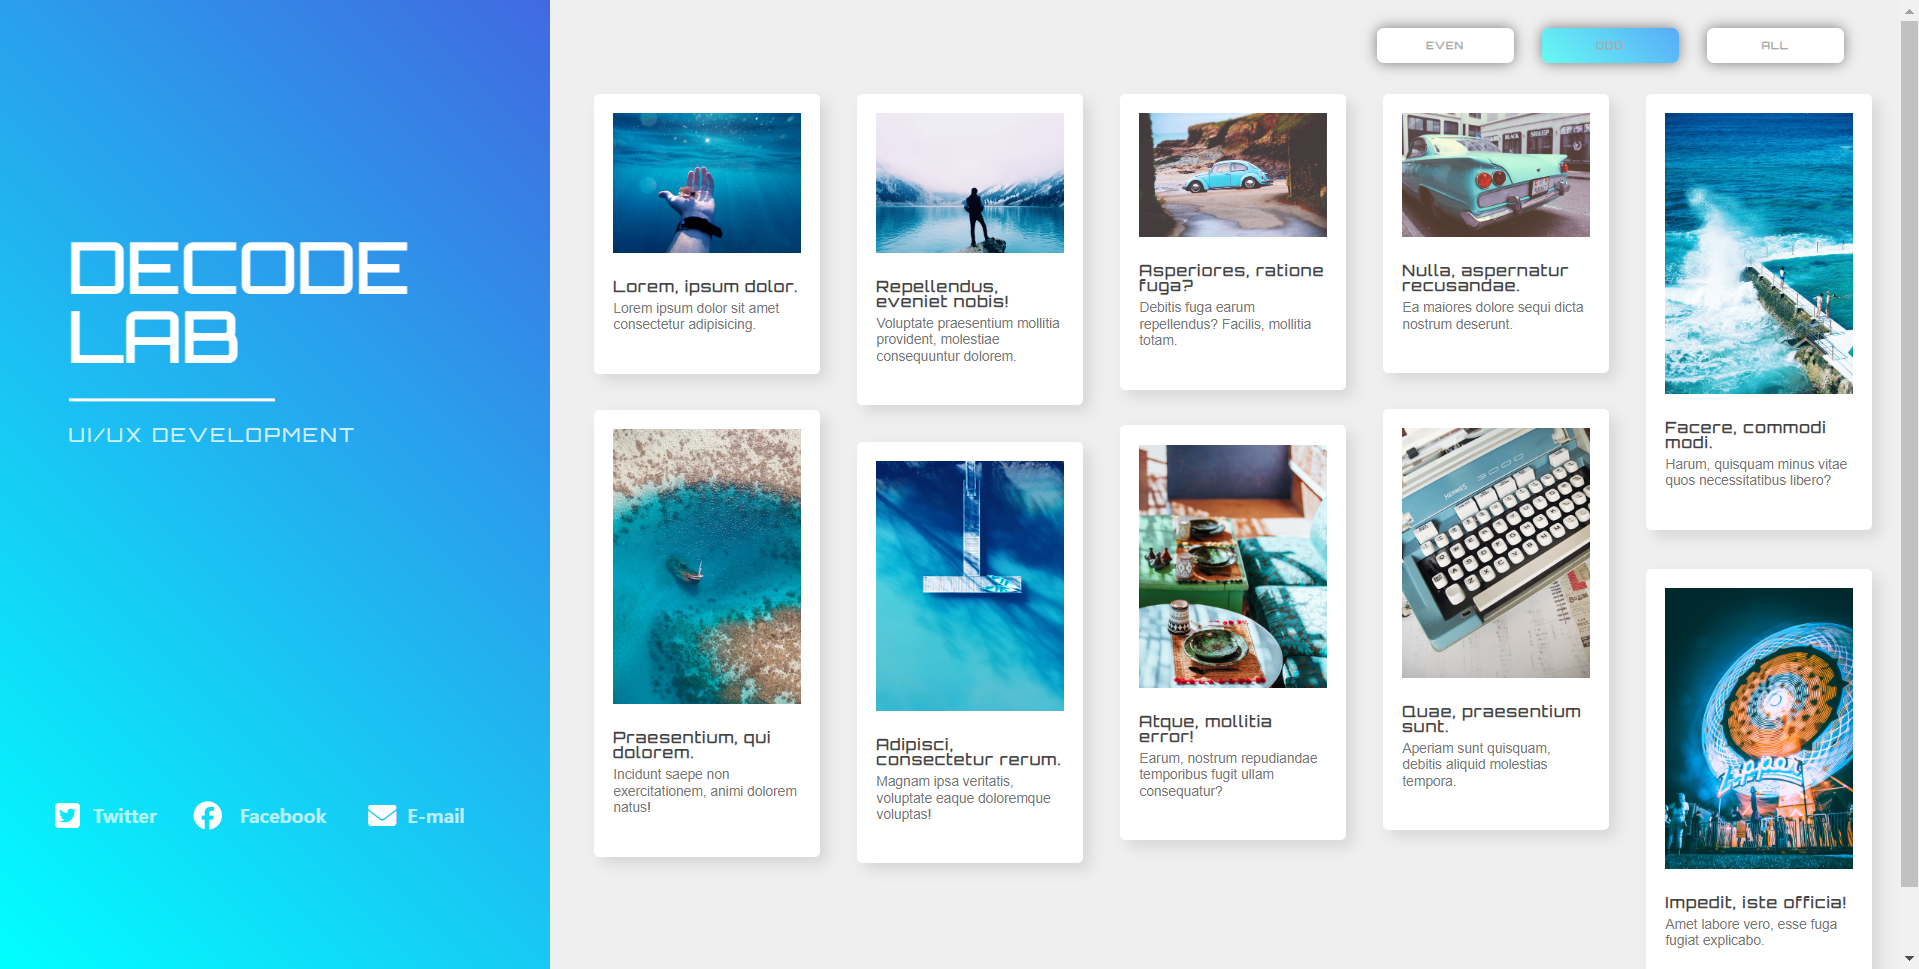 DECODE
LAB
UI/UX DEVELOPMENT
Twitter
Facebook
E-mail
EVEN
ODD
ALL
Lorem, ipsum dolor.
Lorem ipsum dolor sit amet
consectetur adipisicing.
Repellendus,
eveniet nobis!
Voluptate praesentium mollitia
provident, molestiae
consequuntur dolorem.
Asperiores, ratione
fuga?
Debitis fuga earum
repellendus? Facilis, mollitia
totam.
BLACK SHEEP
Nulla, aspernatur
recusandae.
Ea maiores dolore sequi dicta
nostrum deserunt.
Facere, commodi
modi.
Harum, quisquam minus vitae
quos necessitatibus libero?
Praesentium, qui
dolorem.
Incidunt saepe non
exercitationem, animi dolorem
natus!
Adipisci,
consectetur rerum.
Magnam ipsa veritatis,
voluptate eaque doloremque
voluptas!
Atque, mollitia
error!
Earum, nostrum repudiandae
temporibus fugit ullam
consequatur?
HERMES 3000
Quae, praesentium
sunt.
Aperiam sunt quisquam,
debitis aliquid molestias
tempora.
Zipper
Impedit, iste officia!
Amet labore vero, esse fuga
fugiat explicabo.